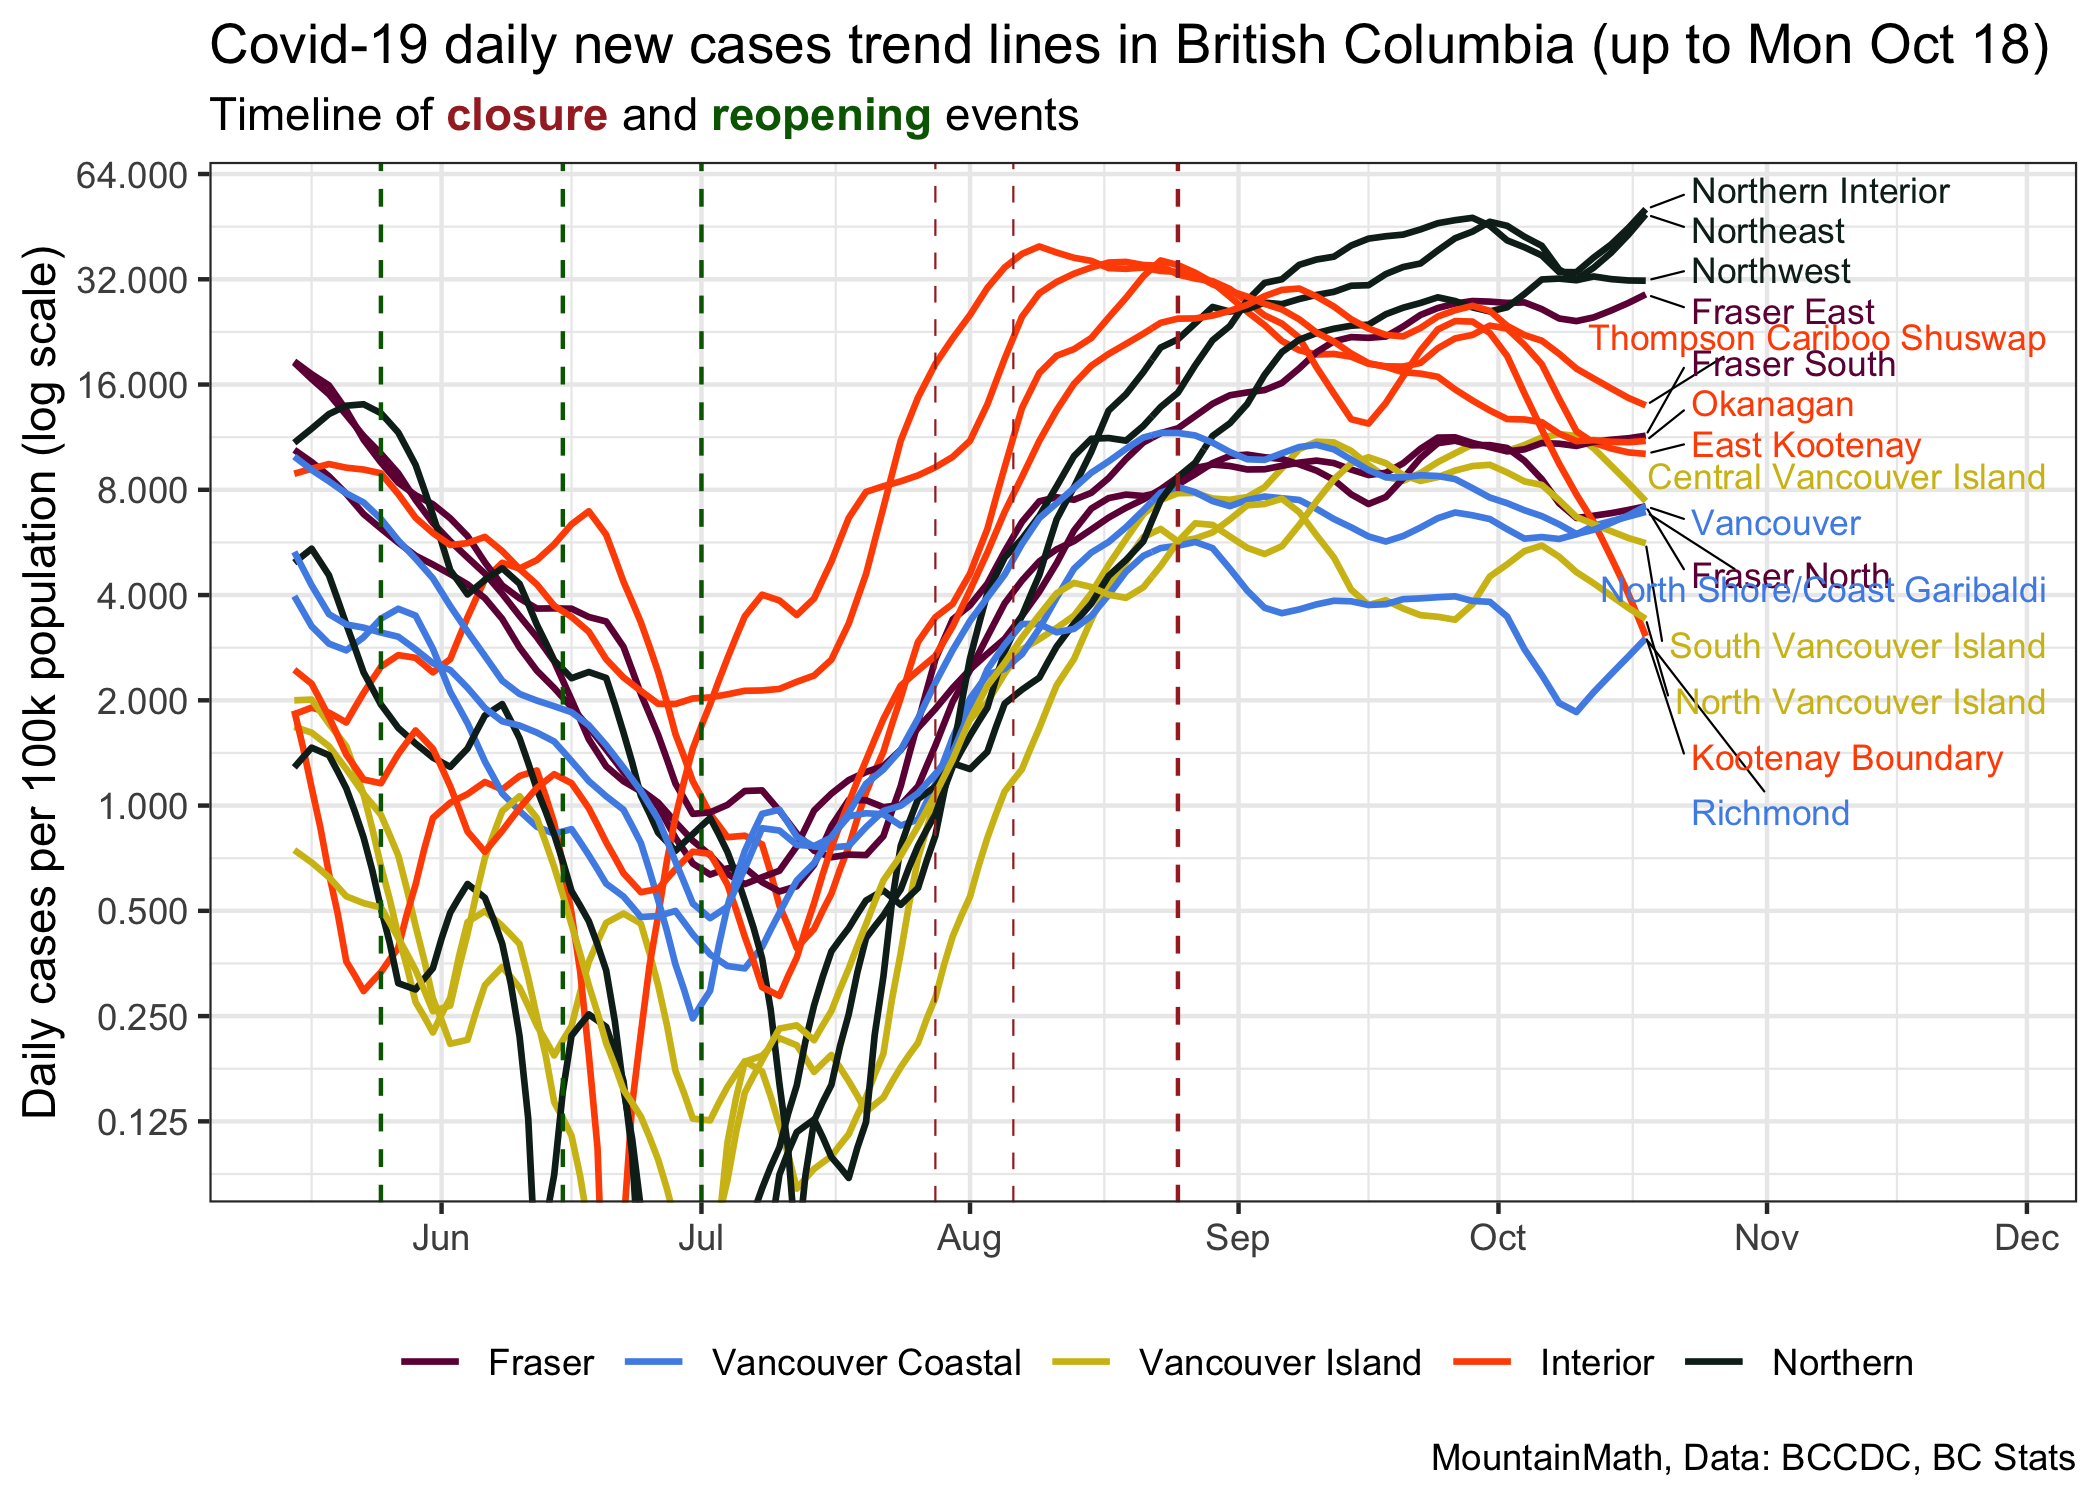 Covid-19 daily new cases trend lines in British Columbia (up to Mon Oct 18)
Timeline of closure and reopening events
Daily cases per 100k population (log scale)
64.000
32.000
16.000
8.000
4.000
2.000
1.000
0.500
0.250
0.125
Northern Interior
Northeast
Northwest
Fraser East
Thompson Cariboo Shuswap
Fraser South
Okanagan
East Kootenay
Central Vancouver Island
Vancouver
Fraser North
North Shore/Coast Garibaldi
South Vancouver Island
North Vancouver Island
Kootenay Boundary
Richmond
Jun Jul Aug Sep Oct Nov Dec
Fraser Vancouver Coastal Vancouver Island Interior Northern
MountainMath, Data: BCCDC, BC Stats